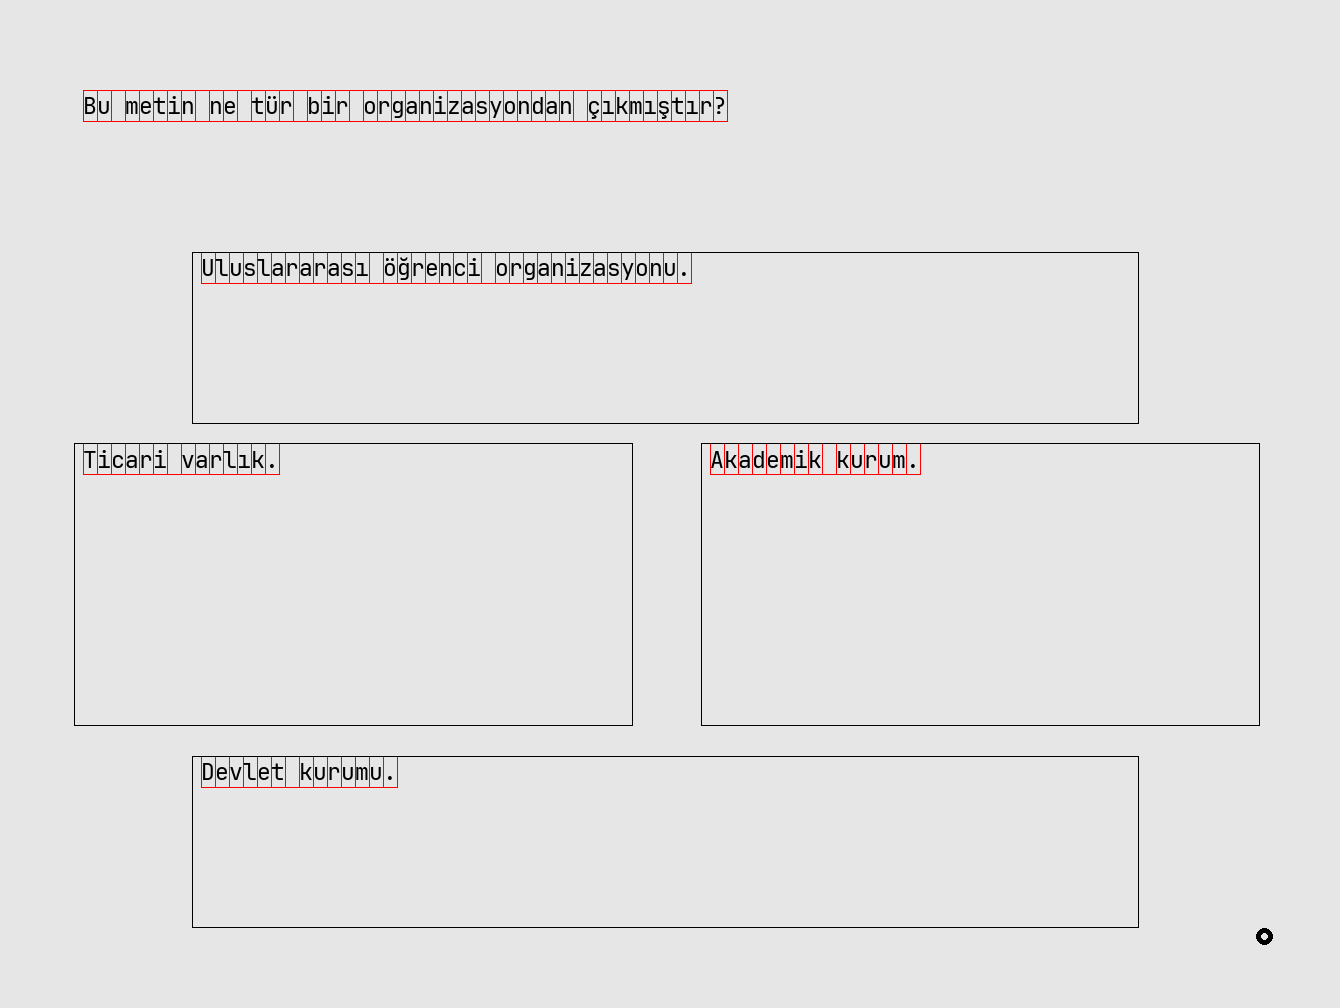 Bu metin ne tür bir organizasyondan çıkmıştır?
Uluslararası öğrenci organizasyonu.
Ticari varlık.
Akademik kurum.
Devlet kurumu.